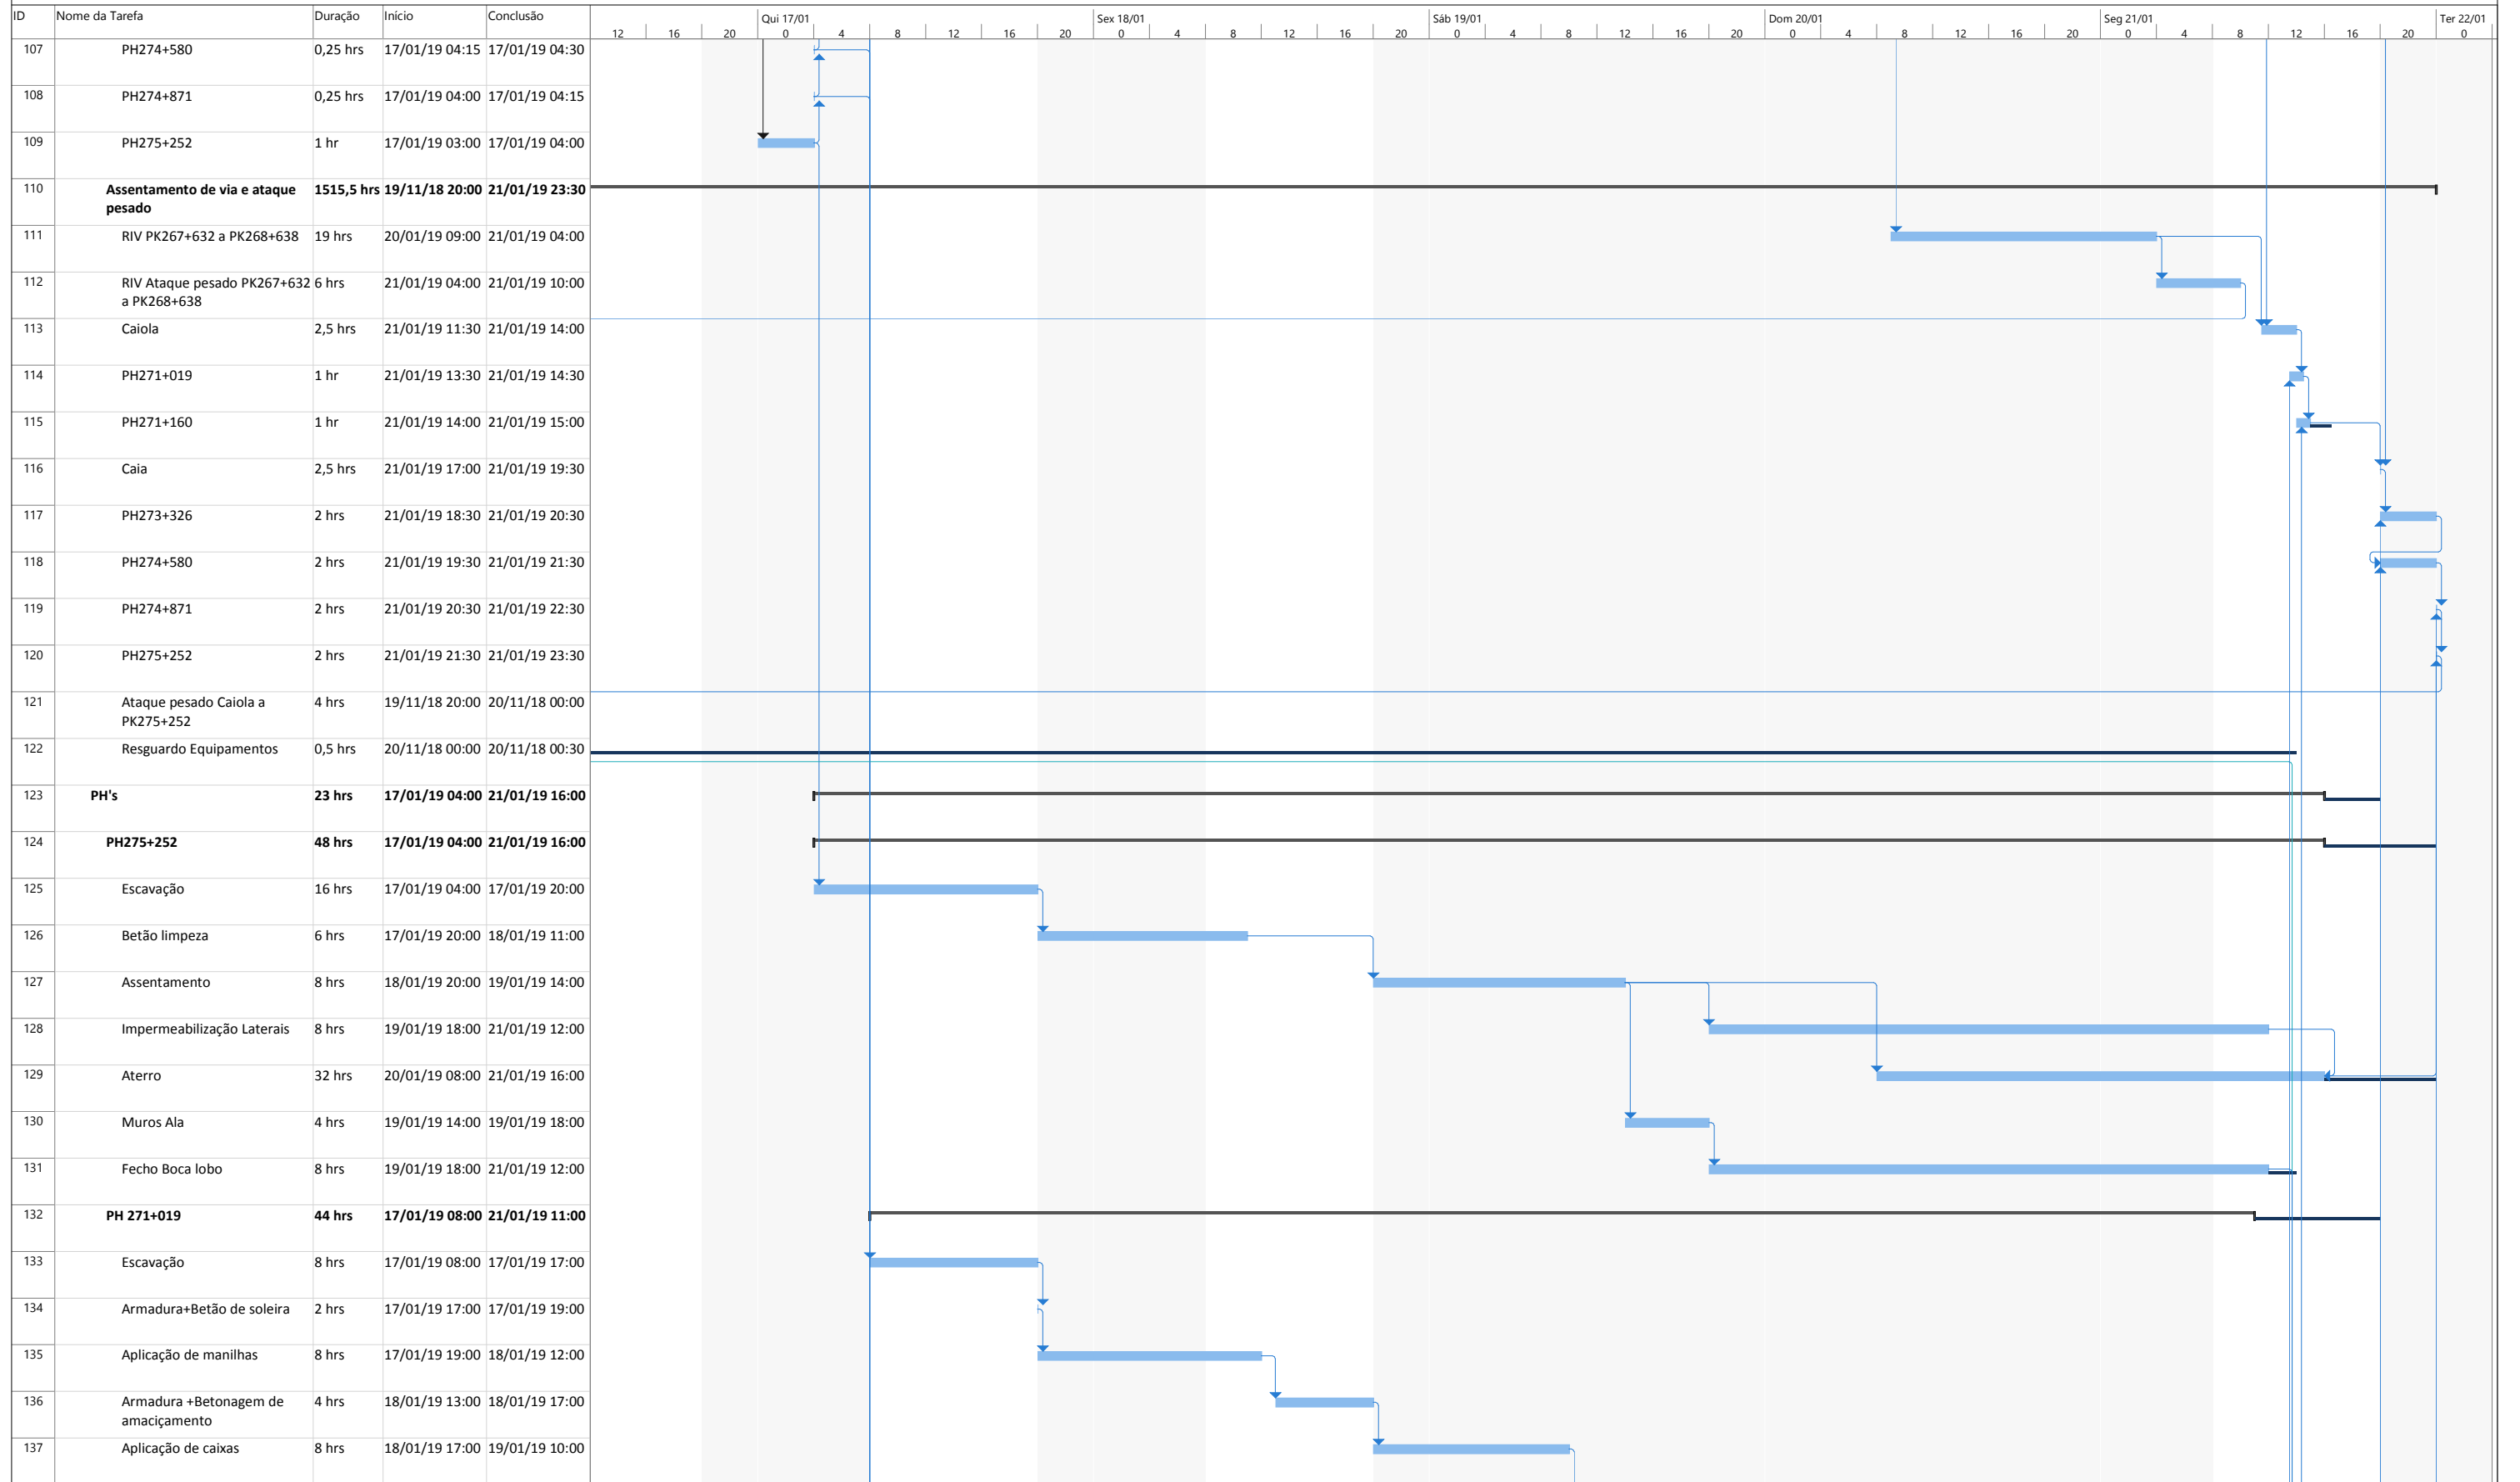 ID Nome da Tarefa Duração Início Conclusão
Qui 17/01 Sex 18/01 Sáb 19/01 Dom 20/01 Seg 21/01 Ter 22/01
12 16 20 0 4 8 12 16 20 0 4 8 12 16 20 0 4 8 12 16 20 0 4 8 12 16 20 0 4 8 12 16 20 0
107 PH274+580 0,25 hrs 17/01/19 04:15 17/01/19 04:30
108 PH274+871 0,25 hrs 17/01/19 04:00 17/01/19 04:15
109 PH275+252 1 hr 17/01/19 03:00 17/01/19 04:00
110 Assentamento de via e ataque 1515,5 hrs 19/11/18 20:00 21/01/19 23:30
pesado
111 RIV PK267+632 a PK268+638 19 hrs 20/01/19 09:00 21/01/19 04:00
112 RIV Ataque pesado PK267+632 6 hrs 21/01/19 04:00 21/01/19 10:00
a PK268+638
113 Caiola 2,5 hrs 21/01/19 11:30 21/01/19 14:00
114 PH271+019 1 hr 21/01/19 13:30 21/01/19 14:30
115 PH271+160 1 hr 21/01/19 14:00 21/01/19 15:00
116 Caia 2,5 hrs 21/01/19 17:00 21/01/19 19:30
117 PH273+326 2 hrs 21/01/19 18:30 21/01/19 20:30
118 PH274+580 2 hrs 21/01/19 19:30 21/01/19 21:30
119 PH274+871 2 hrs 21/01/19 20:30 21/01/19 22:30
120 PH275+252 2 hrs 21/01/19 21:30 21/01/19 23:30
121 Ataque pesado Caiola a 4 hrs 19/11/18 20:00 20/11/18 00:00
PK275+252
122 Resguardo Equipamentos 0,5 hrs 20/11/18 00:00 20/11/18 00:30
123 PH's 23 hrs 17/01/19 04:00 21/01/19 16:00
124 PH275+252 48 hrs 17/01/19 04:00 21/01/19 16:00
125 Escavação 16 hrs 17/01/19 04:00 17/01/19 20:00
126 Betão limpeza 6 hrs 17/01/19 20:00 18/01/19 11:00
127 Assentamento 8 hrs 18/01/19 20:00 19/01/19 14:00
128 Impermeabilização Laterais 8 hrs 19/01/19 18:00 21/01/19 12:00
129 Aterro 32 hrs 20/01/19 08:00 21/01/19 16:00
130 Muros Ala 4 hrs 19/01/19 14:00 19/01/19 18:00
131 Fecho Boca lobo 8 hrs 19/01/19 18:00 21/01/19 12:00
132 PH 271+019 44 hrs 17/01/19 08:00 21/01/19 11:00
133 Escavação 8 hrs 17/01/19 08:00 17/01/19 17:00
134 Armadura+Betão de soleira 2 hrs 17/01/19 17:00 17/01/19 19:00
135 Aplicação de manilhas 8 hrs 17/01/19 19:00 18/01/19 12:00
136 Armadura +Betonagem de 4 hrs 18/01/19 13:00 18/01/19 17:00
amaciçamento
137 Aplicação de caixas 8 hrs 18/01/19 17:00 19/01/19 10:00